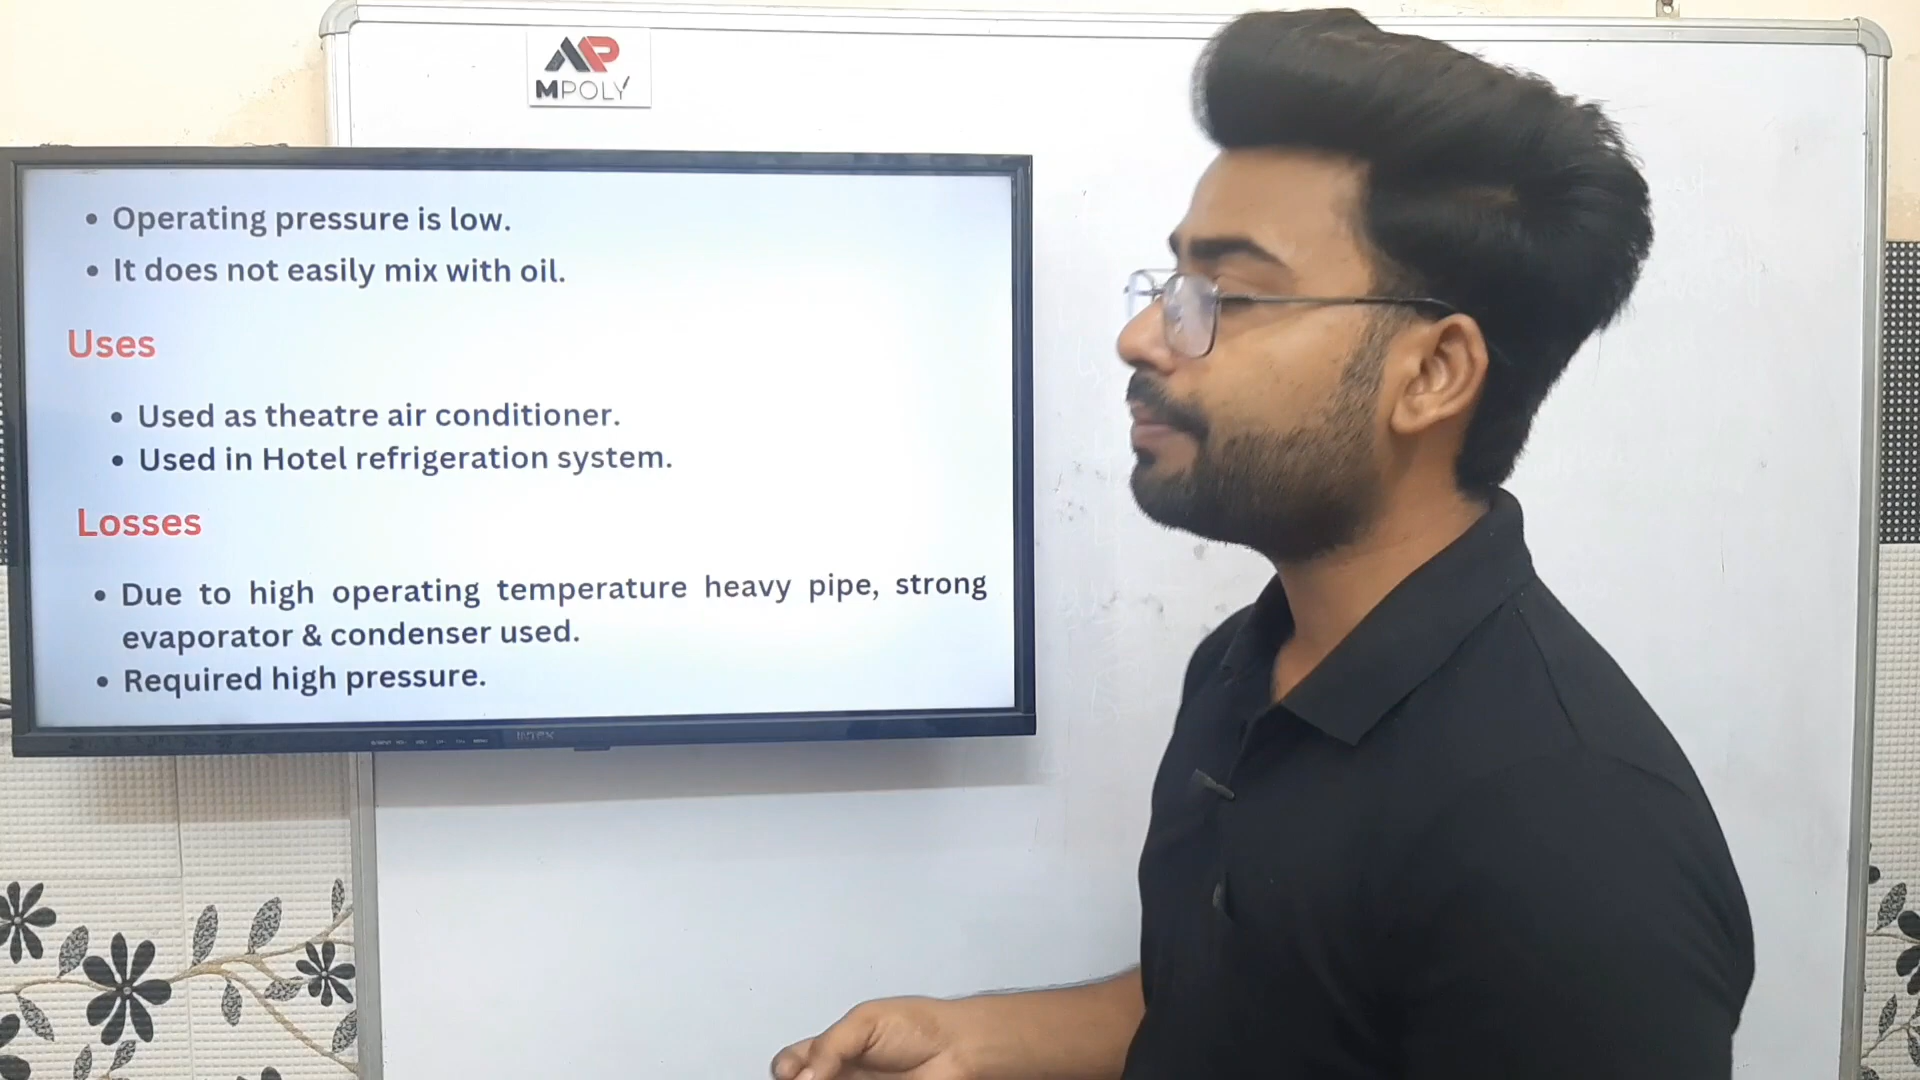 AP
MPOLY
• Operating pressure is low.
• It does not easily mix with oil.
Uses
• Used as theatre air conditioner.
• Used in Hotel refrigeration system.
Losses
• Due to high operating temperature heavy pipe, strong
evaporator & condenser used.
• Required high pressure.
INTEX